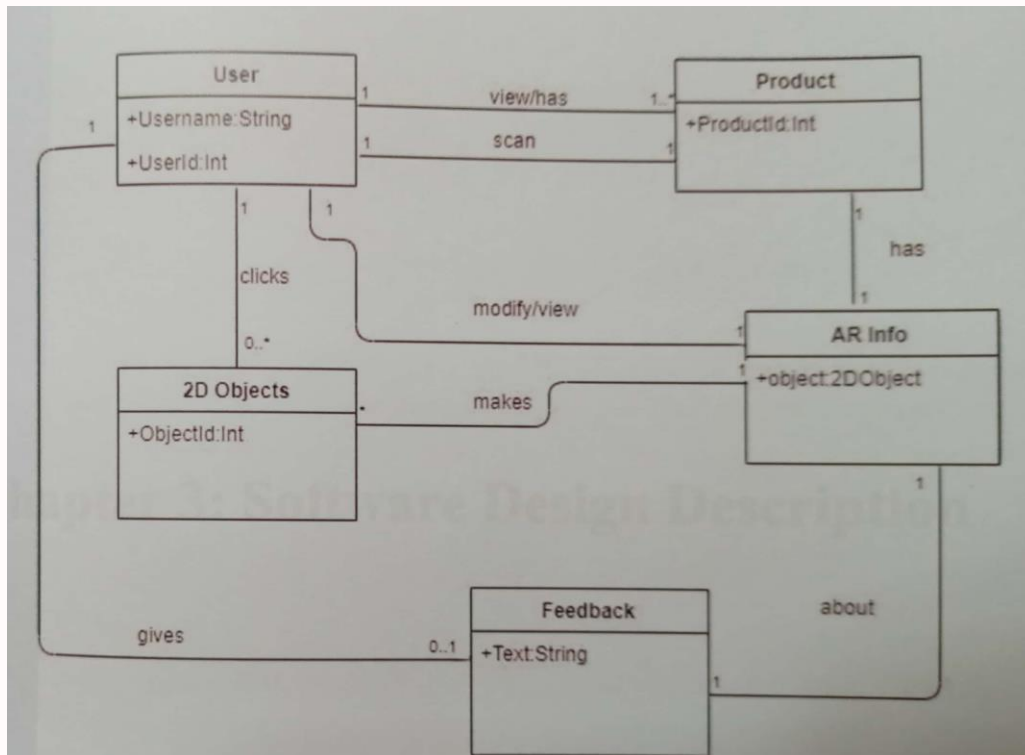 User
+Username:String
+UserId:Int
Product
+ProductId:Int
1
view/has
1..*
1
scan
1
1
1
clicks
0..*
1
modify/view
1
1
has
1
AR Info
+object:2DObject
2D Objects
+ObjectId:Int
*
makes
1
hapter 3: Software Design Description
gives
0..1
Feedback
+Text:String
1
about
1